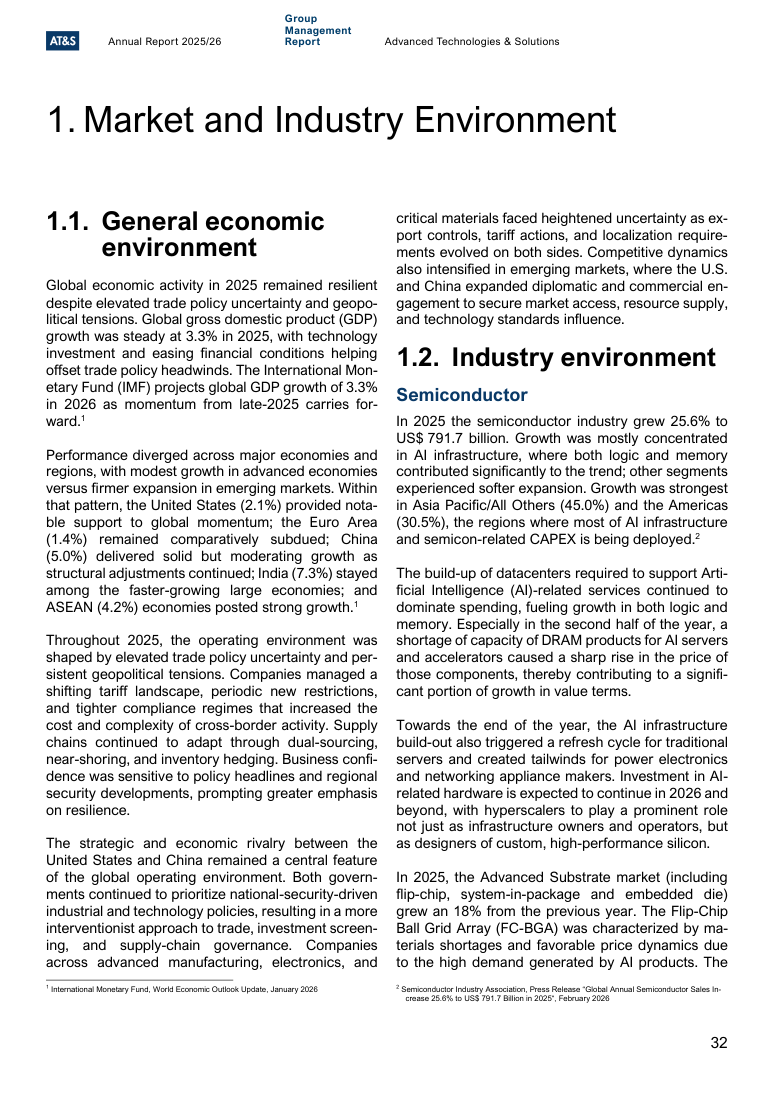 AT&S
Annual Report 2025/26
Group
Management
Report
Advanced Technologies & Solutions
1. Market and Industry Environment
1.1. General economic
environment
Global economic activity in 2025 remained resilient
despite elevated trade policy uncertainty and geopo-
litical tensions. Global gross domestic product (GDP)
growth was steady at 3.3% in 2025, with technology
investment and easing financial conditions helping
offset trade policy headwinds. The International Mon-
etary Fund (IMF) projects global GDP growth of 3.3%
in 2026 as momentum from late-2025 carries for-
ward.1
Performance diverged across major economies and
regions, with modest growth in advanced economies
versus firmer expansion in emerging markets. Within
that pattern, the United States (2.1%) provided nota-
ble support to global momentum; the Euro Area
(1.4%) remained comparatively subdued; China
(5.0%) delivered solid but moderating growth as
structural adjustments continued; India (7.3%) stayed
among the faster-growing large economies; and
ASEAN (4.2%) economies posted strong growth.1
Throughout 2025, the operating environment was
shaped by elevated trade policy uncertainty and per-
sistent geopolitical tensions. Companies managed a
shifting tariff landscape, periodic new restrictions,
and tighter compliance regimes that increased the
cost and complexity of cross-border activity. Supply
chains continued to adapt through dual-sourcing,
near-shoring, and inventory hedging. Business confi-
dence was sensitive to policy headlines and regional
security developments, prompting greater emphasis
on resilience.
The strategic and economic rivalry between the
United States and China remained a central feature
of the global operating environment. Both govern-
ments continued to prioritize national-security-driven
industrial and technology policies, resulting in a more
interventionist approach to trade, investment screen-
ing, and supply-chain governance. Companies
across advanced manufacturing, electronics, and
1 International Monetary Fund, World Economic Outlook Update, January 2026
critical materials faced heightened uncertainty as ex-
port controls, tariff actions, and localization require-
ments evolved on both sides. Competitive dynamics
also intensified in emerging markets, where the U.S.
and China expanded diplomatic and commercial en-
gagement to secure market access, resource supply,
and technology standards influence.
1.2. Industry environment
Semiconductor
In 2025 the semiconductor industry grew 25.6% to
US$ 791.7 billion. Growth was mostly concentrated
in AI infrastructure, where both logic and memory
contributed significantly to the trend; other segments
experienced softer expansion. Growth was strongest
in Asia Pacific/All Others (45.0%) and the Americas
(30.5%), the regions where most of AI infrastructure
and semicon-related CAPEX is being deployed.2
The build-up of datacenters required to support Arti-
ficial Intelligence (AI)-related services continued to
dominate spending, fueling growth in both logic and
memory. Especially in the second half of the year, a
shortage of capacity of DRAM products for AI servers
and accelerators caused a sharp rise in the price of
those components, thereby contributing to a signifi-
cant portion of growth in value terms.
Towards the end of the year, the AI infrastructure
build-out also triggered a refresh cycle for traditional
servers and created tailwinds for power electronics
and networking appliance makers. Investment in AI-
related hardware is expected to continue in 2026 and
beyond, with hyperscalers to play a prominent role
not just as infrastructure owners and operators, but
as designers of custom, high-performance silicon.
In 2025, the Advanced Substrate market (including
flip-chip, system-in-package and embedded die)
grew an 18% from the previous year. The Flip-Chip
Ball Grid Array (FC-BGA) was characterized by ma-
terials shortages and favorable price dynamics due
to the high demand generated by AI products. The
2 Semiconductor Industry Association, Press Release "Global Annual Semiconductor Sales In-
crease 25.6% to US$ 791.7 Billion in 2025", February 2026
32